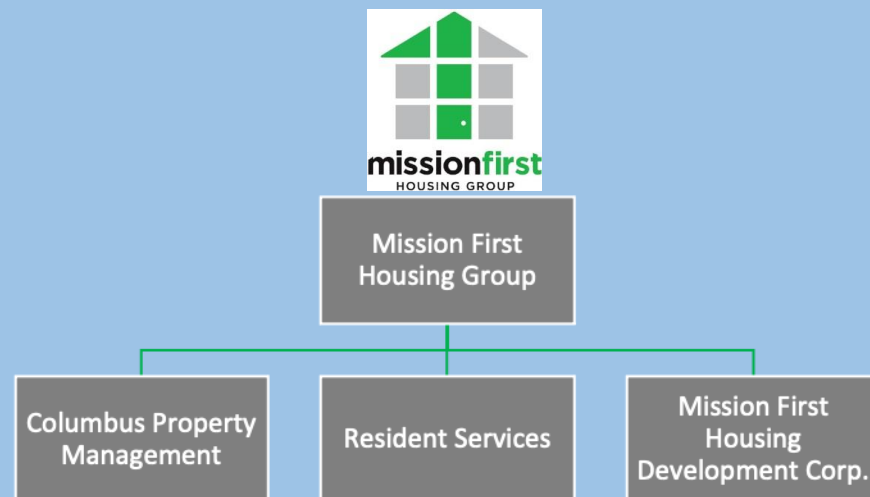 missionfirst
HOUSING GROUP
Mission First
Housing Group
Columbus Property
Management
Resident Services
Mission First
Housing
Development Corp.